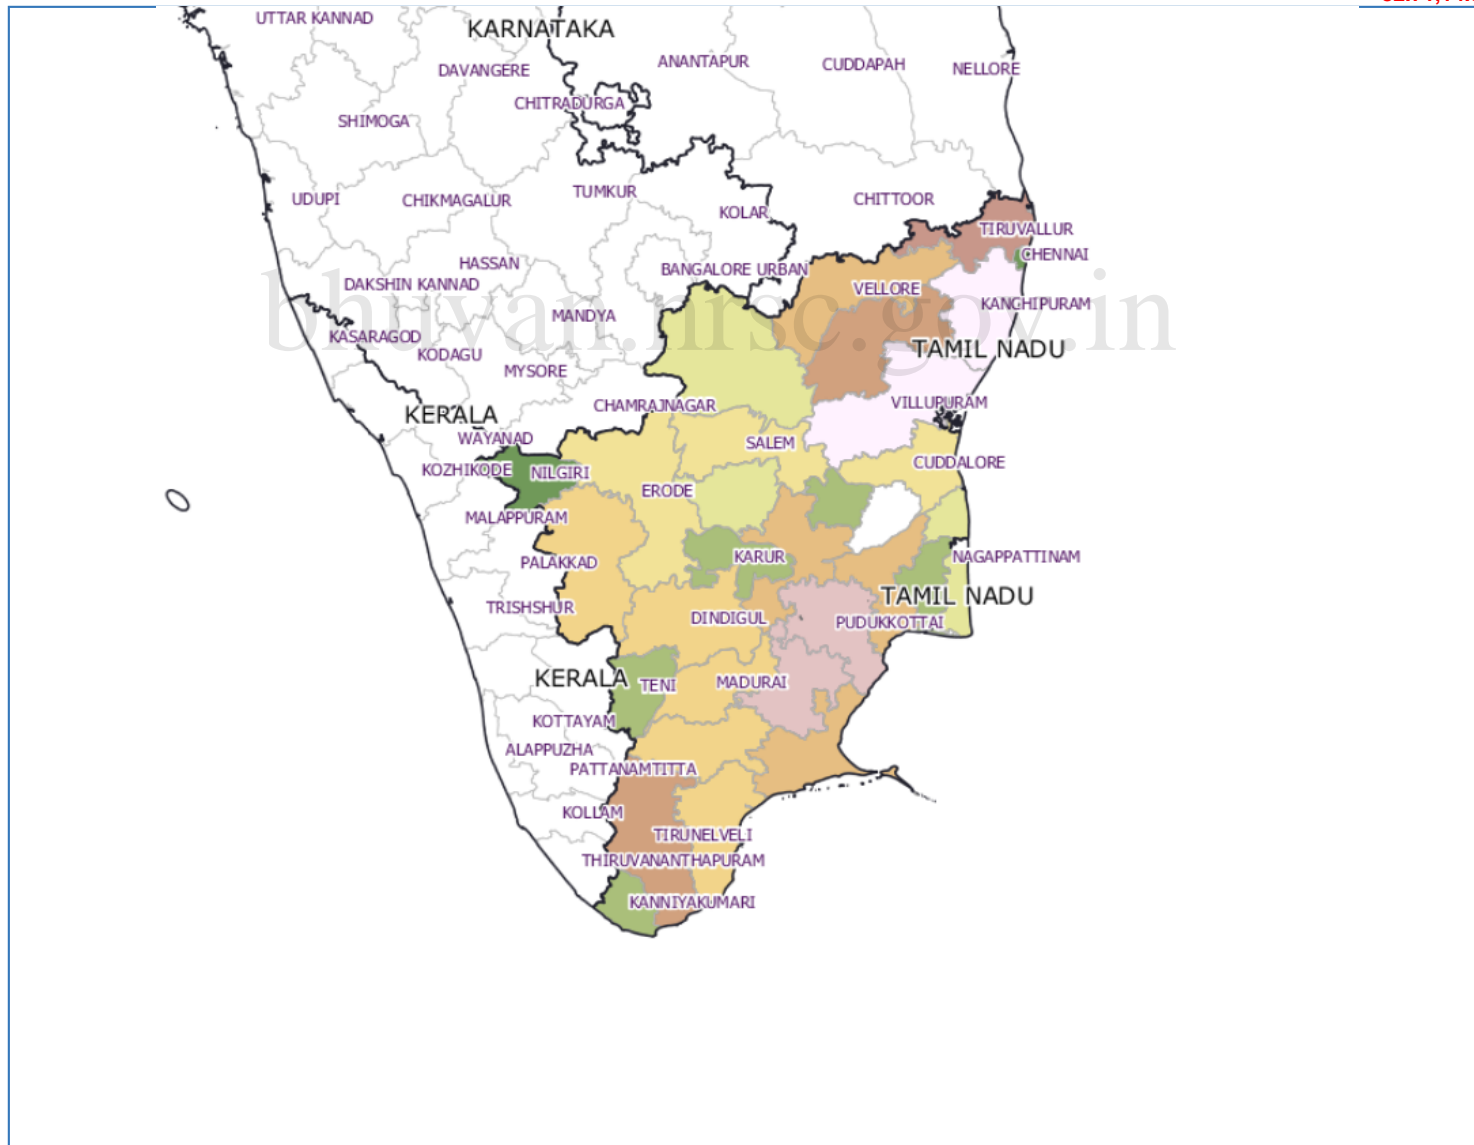 UTTAR KANNAD
KARNATAKA
DAVANGERE
ANANTAPUR
CUDDAPAH
NELLORE
CHITRADURGA
SHIMOGA
UDUPI
CHIKMAGALUR
TUMKUR
KOLAR
CHITTOOR
TIRUVALLUR
CHENNAI
HASSAN
BANGALORE URBAN
DAKSHIN KANNAD
VELLORE
KANCHIPURAM
bhuvan.nrsc.gov.in
MANDYA
KASARAGOD
KODAGU
TAMIL NADU
MYSORE
CHAMRAJNAGAR
VILLUPURAM
KERALA
WAYANAD
SALEM
KOZHIKODE
NILGIRI
CUDDALORE
ERODE
MALAPPURAM
PALAKKAD
KARUR
NAGAPPATTINAM
TAMIL NADU
TRISHSHUR
DINDIGUL
PUDUKKOTTAI
KERALA
TENI
MADURAI
KOTTAYAM
ALAPPUZHA
PATTANAMTITTA
KOLLAM
TIRUNELVELI
THIRUVANANTHAPURAM
KANNIYAKUMARI